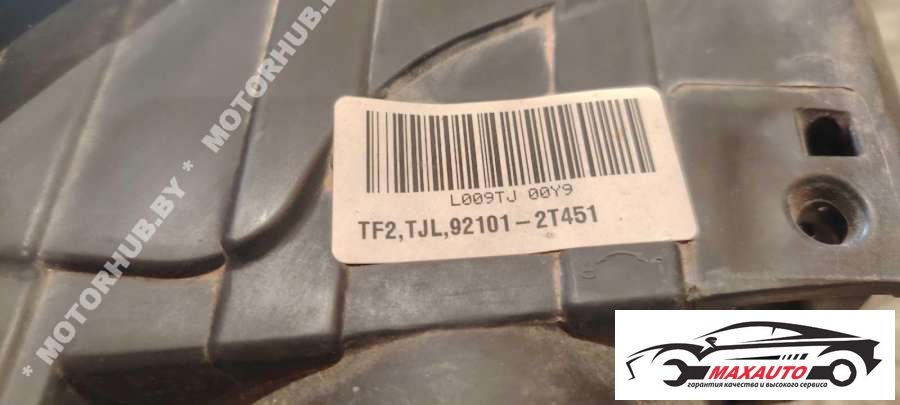 * MOTORHUB.BY * MOTORHUB.BY *
L009TJ 00Y9
TF2,TJL,92101-2T451
MAXAUTO
гарантия качества и высокого сервиса